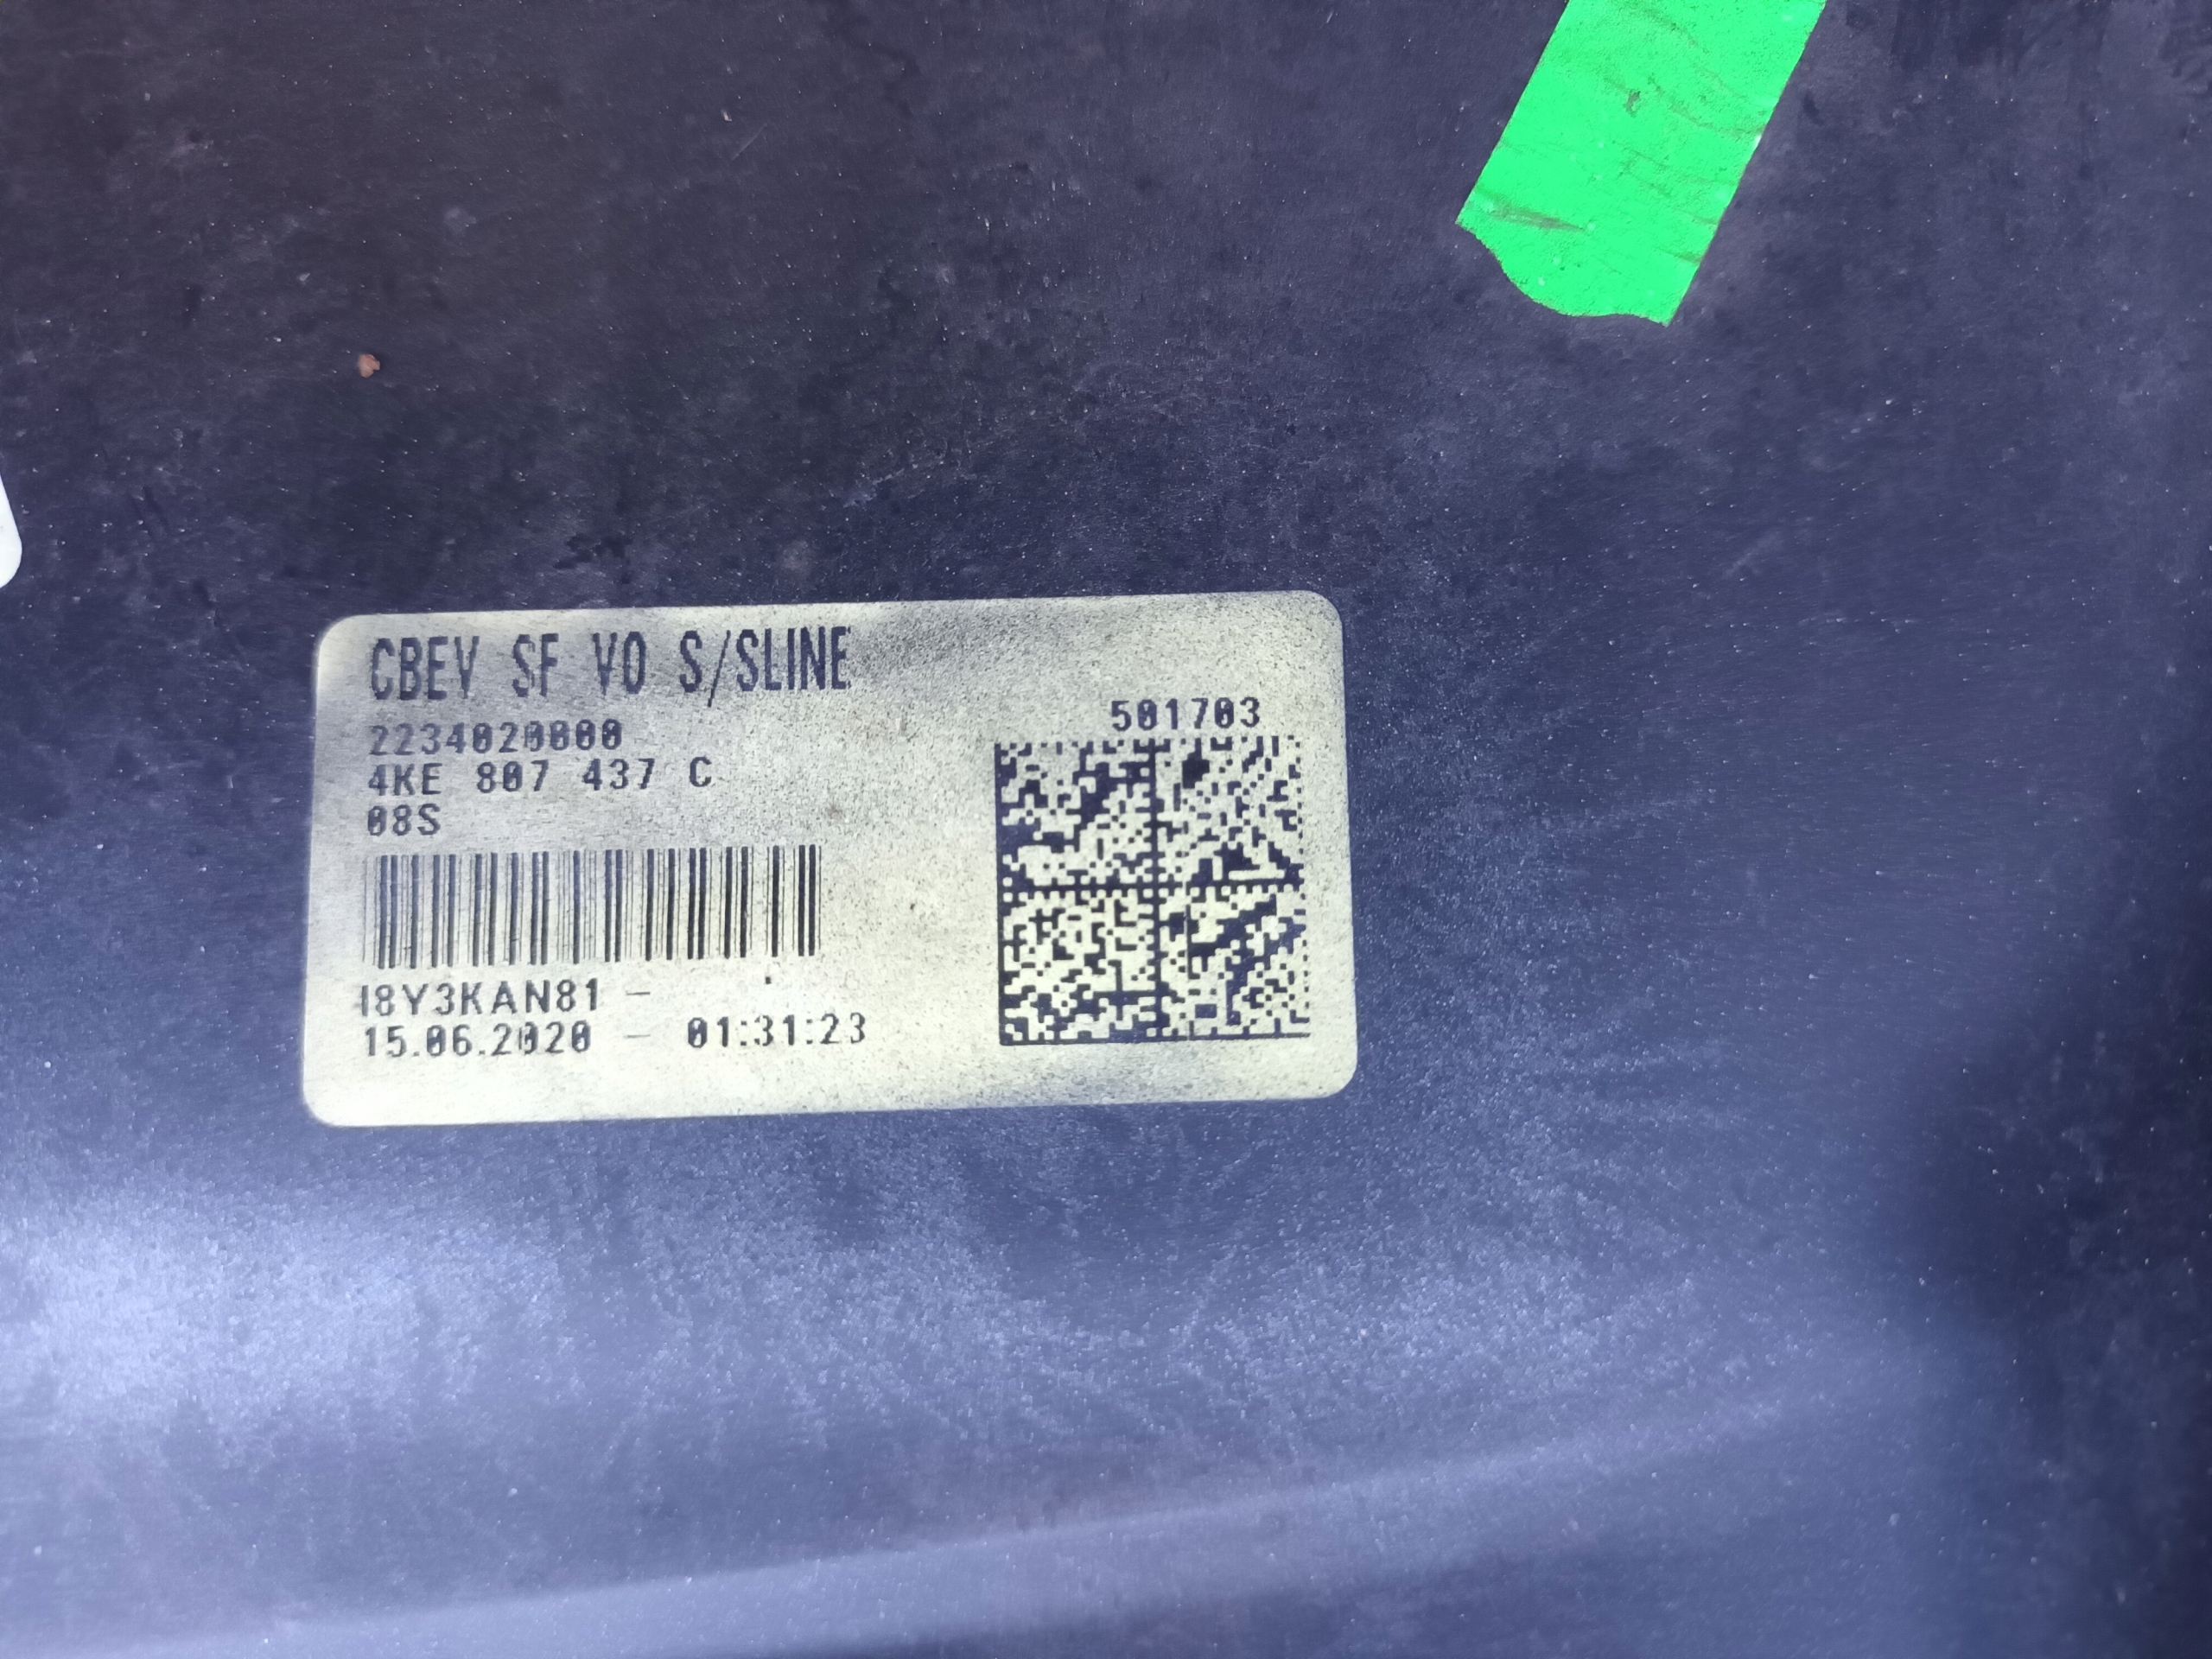 CBEV SF VO S/SLINE
501703
2234020000
4KE 807 437 C
08S
I8Y3KAN81 -
15.06.2020 - 01:31:23